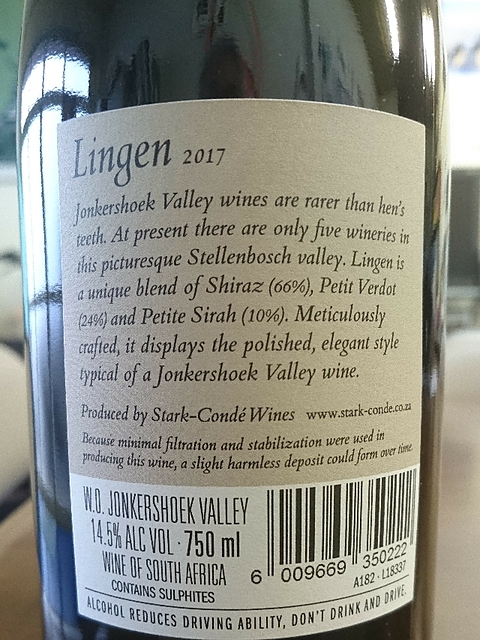 Lingen 2017
Jonkershoek Valley wines are rarer than hen's
teeth. At present there are only five wineries in
this picturesque Stellenbosch valley. Lingen is
a unique blend of Shiraz (66%), Petit Verdot
(24%) and Petite Sirah (10%). Meticulously
crafted, it displays the polished, elegant style
typical of a Jonkershoek Valley wine.
Produced by Stark-Condé Wines www.stark-conde.co.za
Because minimal filtration and stabilization were used in
producing this wine, a slight harmless deposit could form over time.
W.O. JONKERSHOEK VALLEY
14.5% ALC VOL · 750 ml
WINE OF SOUTH AFRICA
CONTAINS SULPHITES
6 009669 350222
A182 · L18337
ALCOHOL REDUCES DRIVING ABILITY, DON'T DRINK AND DRIVE.